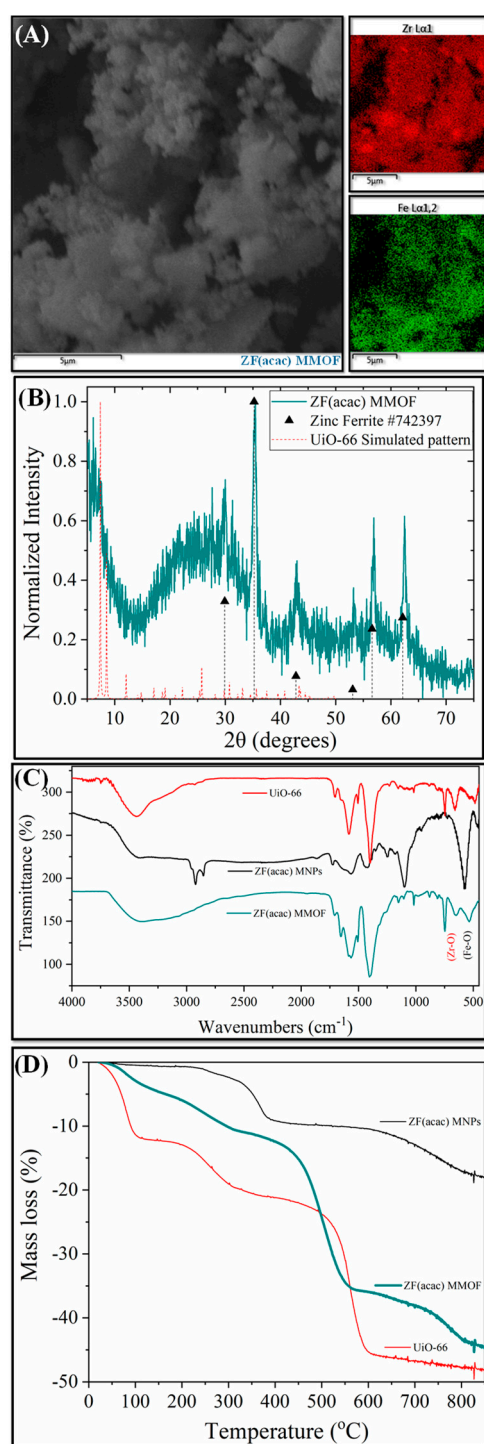 (A)
5μm
ZF(acac) MMOF
Zr Lα1
5μm
Fe Lα1,2
5μm
(B)
ZF(acac) MMOF
Zinc Ferrite #742397
UiO-66 Simulated pattern
1.0
0.8
0.6
0.4
0.2
0.0
Normalized Intensity
10 20 30 40 50 60 70
2θ (degrees)
(C)
300
275
250
225
200
175
150
125
100
Transmittance (%)
UiO-66
ZF(acac) MNPs
ZF(acac) MMOF
(Zr-O)
(Fe-O)
4000 3500 3000 2500 2000 1500 1000 500
Wavenumbers (cm⁻¹)
(D)
0
-10
-20
-30
-40
-50
Mass loss (%)
ZF(acac) MNPs
ZF(acac) MMOF
UiO-66
0 100 200 300 400 500 600 700 800
Temperature (ºC)